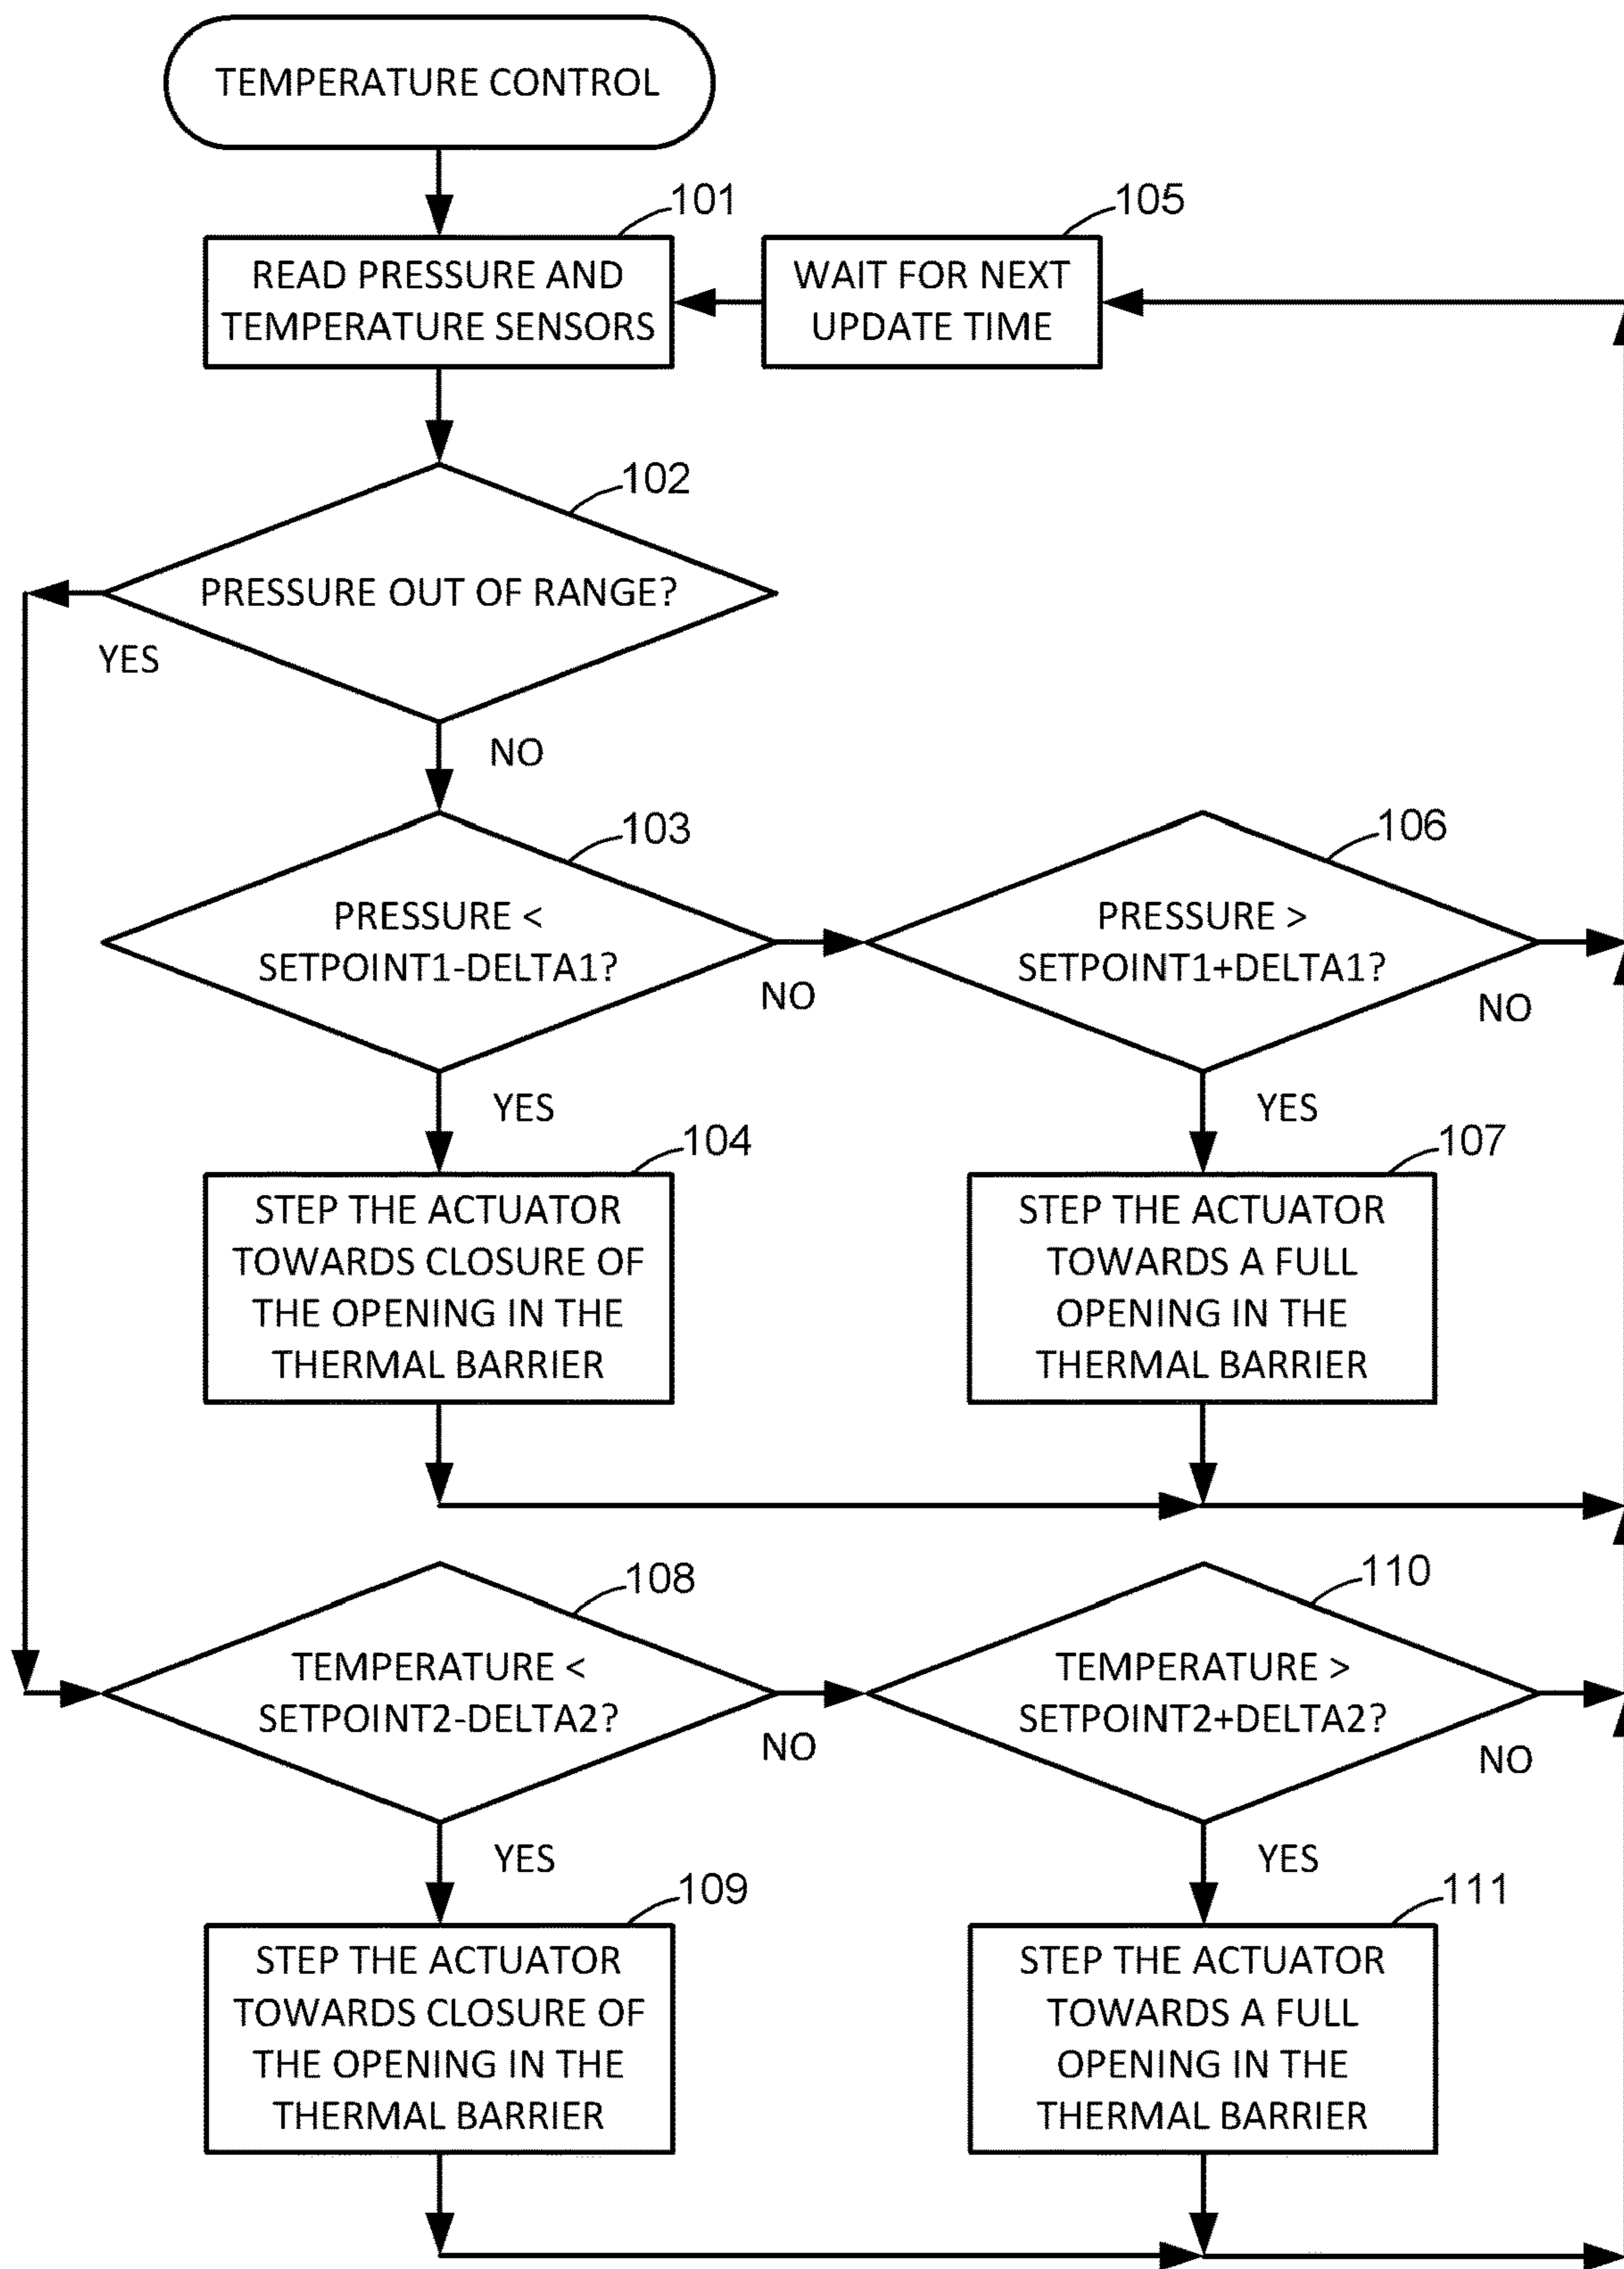 TEMPERATURE CONTROL
101
READ PRESSURE AND
TEMPERATURE SENSORS
105
WAIT FOR NEXT
UPDATE TIME
102
PRESSURE OUT OF RANGE?
YES
NO
103
PRESSURE <
SETPOINT1-DELTA1?
NO
106
PRESSURE >
SETPOINT1+DELTA1?
NO
YES
YES
104
STEP THE ACTUATOR
TOWARDS CLOSURE OF
THE OPENING IN THE
THERMAL BARRIER
107
STEP THE ACTUATOR
TOWARDS A FULL
OPENING IN THE
THERMAL BARRIER
108
TEMPERATURE <
SETPOINT2-DELTA2?
NO
110
TEMPERATURE >
SETPOINT2+DELTA2?
NO
YES
YES
109
STEP THE ACTUATOR
TOWARDS CLOSURE OF
THE OPENING IN THE
THERMAL BARRIER
111
STEP THE ACTUATOR
TOWARDS A FULL
OPENING IN THE
THERMAL BARRIER